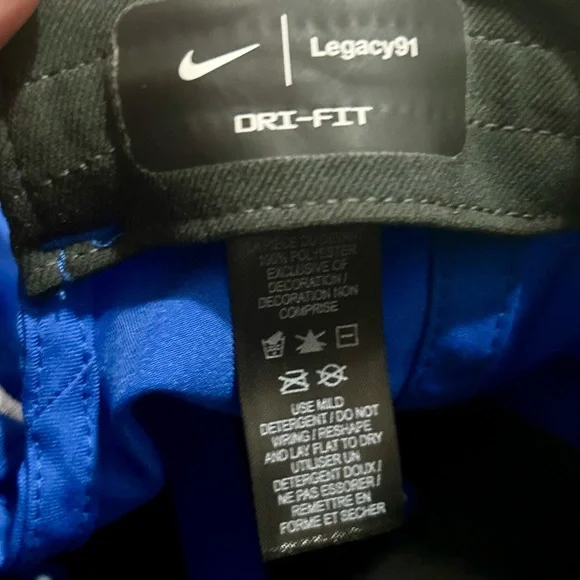 Legacy91
DRI-FIT
100% POLYESTER
EXCLUSIVE OF
DECORATION /
DECORATION NON
COMPRISE
USE MILD
DETERGENT / DO NOT
WRING / RESHAPE
AND LAY FLAT TO DRY
UTILISER UN
DETERGENT DOUX /
NE PAS ESSORER /
REMETTRE EN
FORME ET SECHER